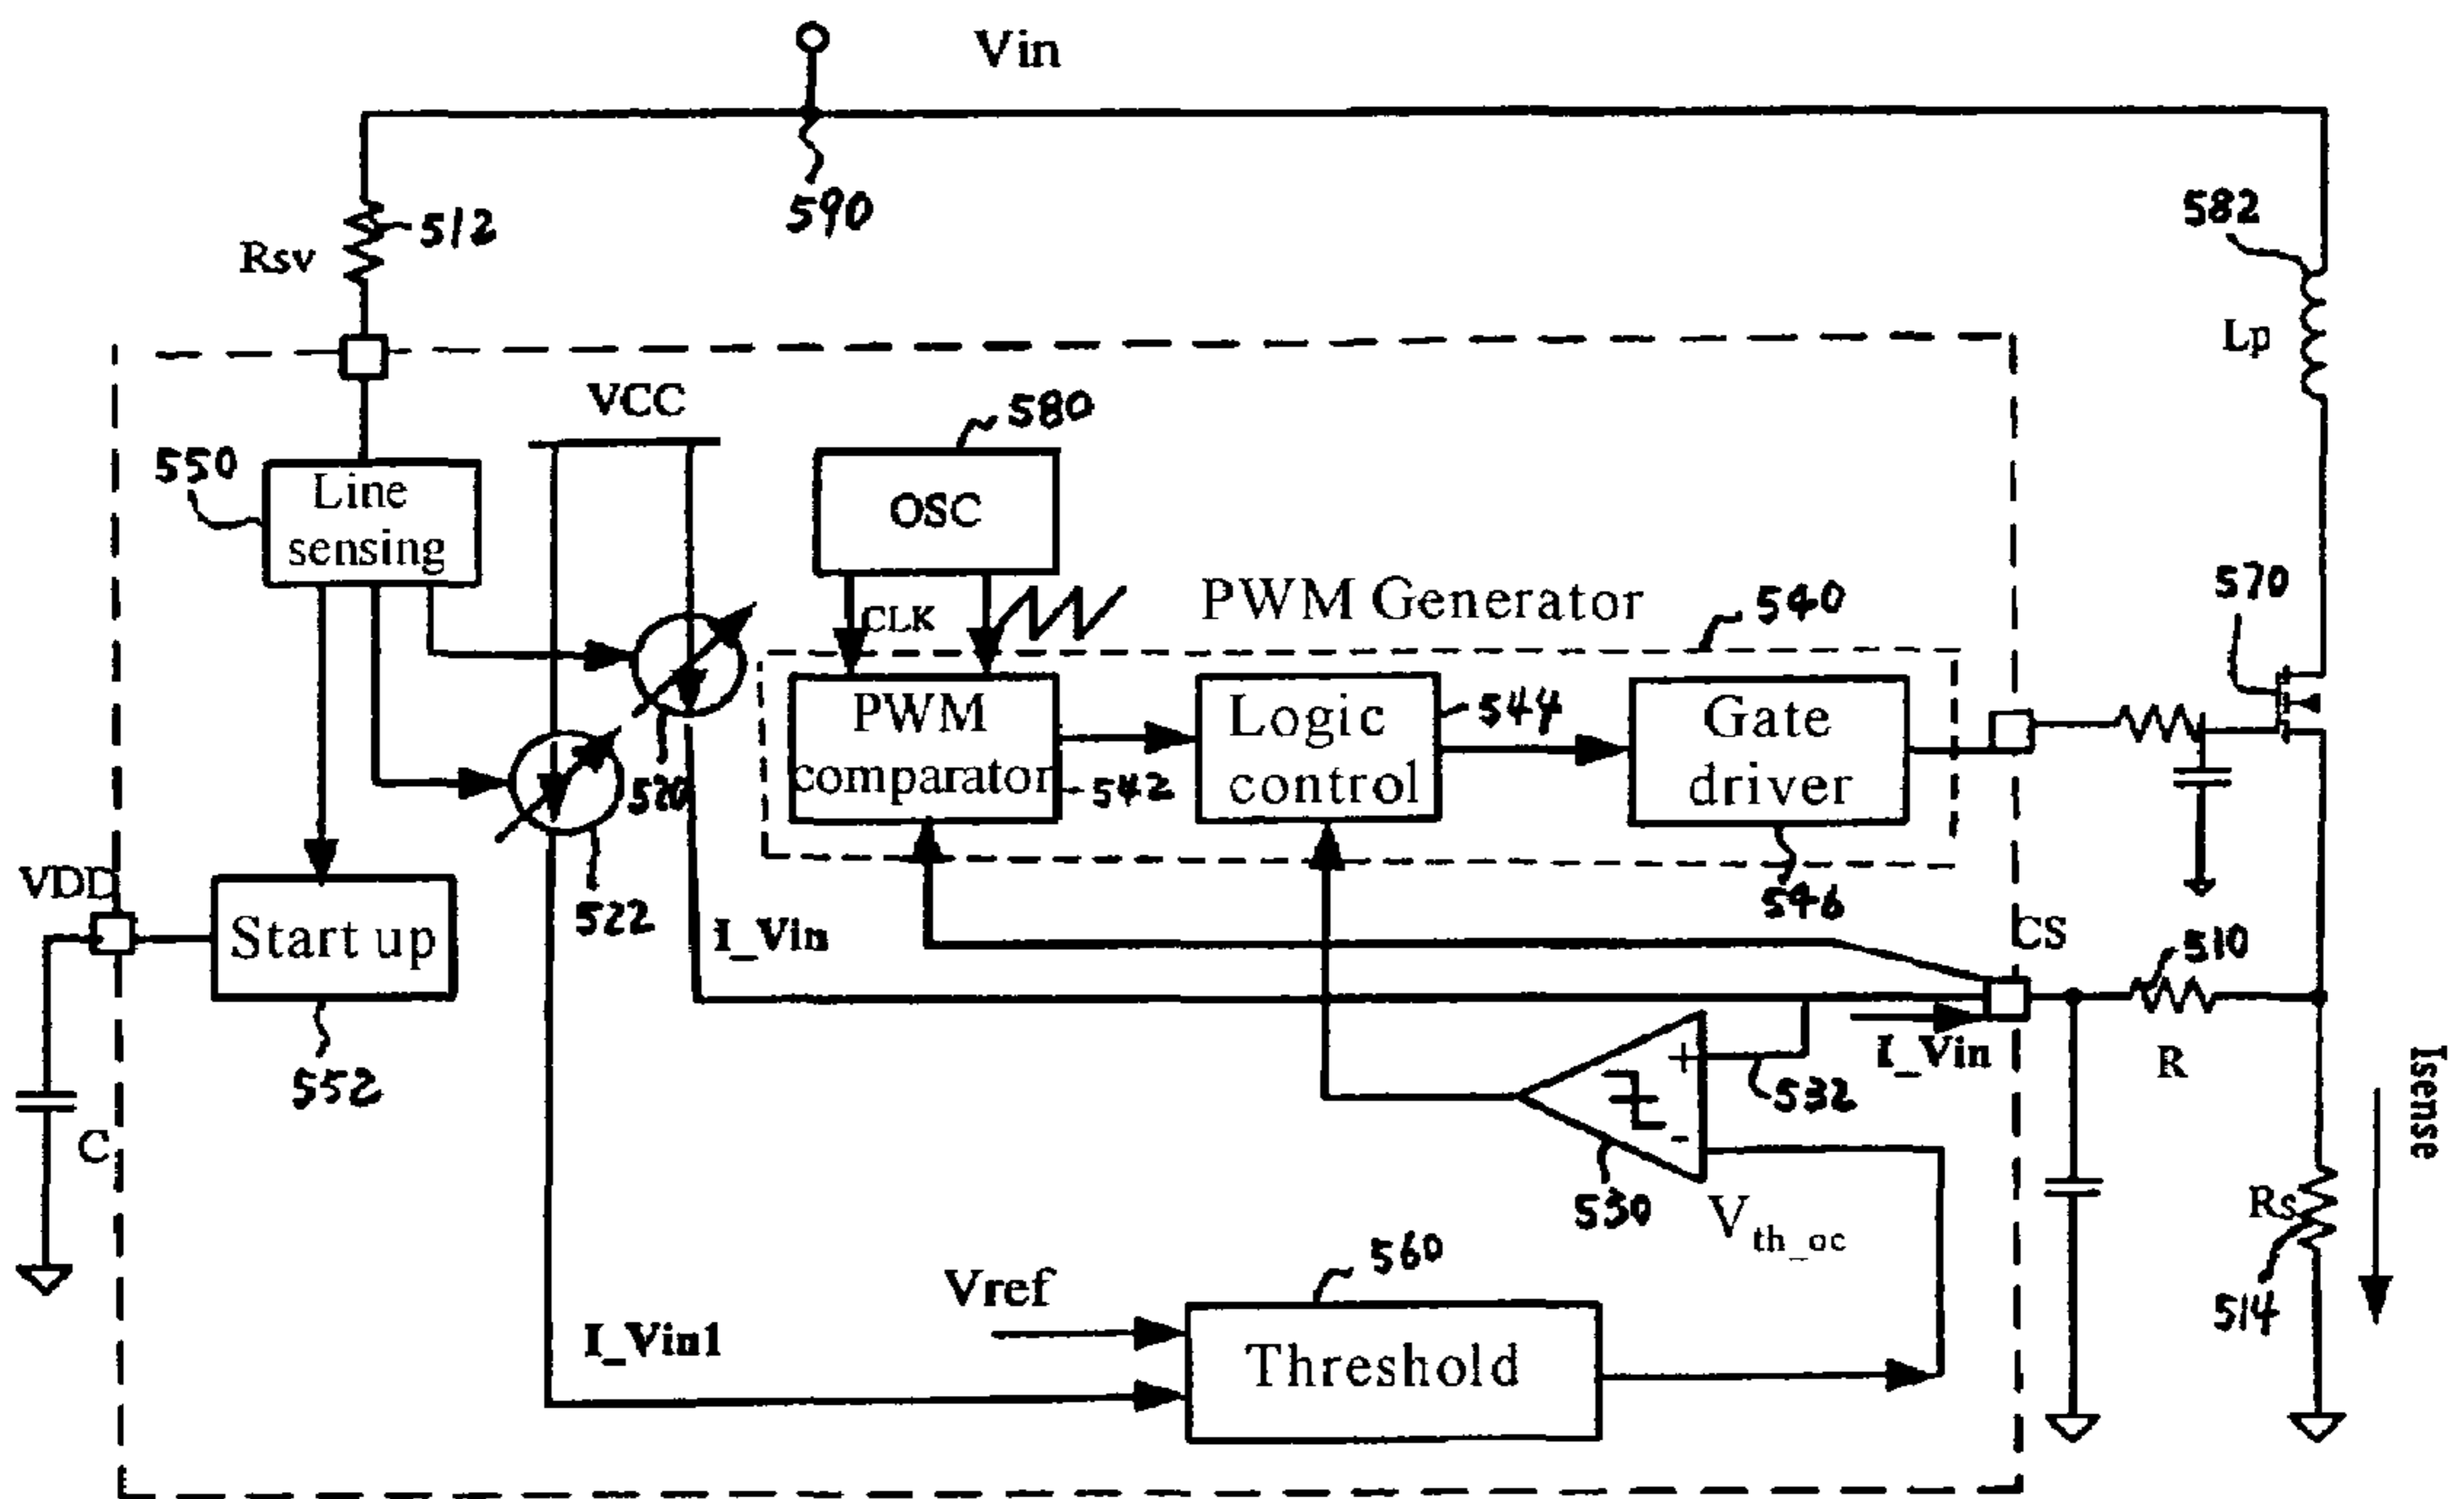 Vin
590
582
512
Rsv
Lp
VCC
580
550
Line
sensing
OSC
570
CLK
PWM Generator
540
PWM
comparator
542
Logic
control
544
Gate
driver
520
546
VDD
522
Start up
I_Vin
CS
510
552
I_Vin
R
532
Isense
C
530
V th_oc
Rs
560
Vref
514
I_Vin1
Threshold
+
-